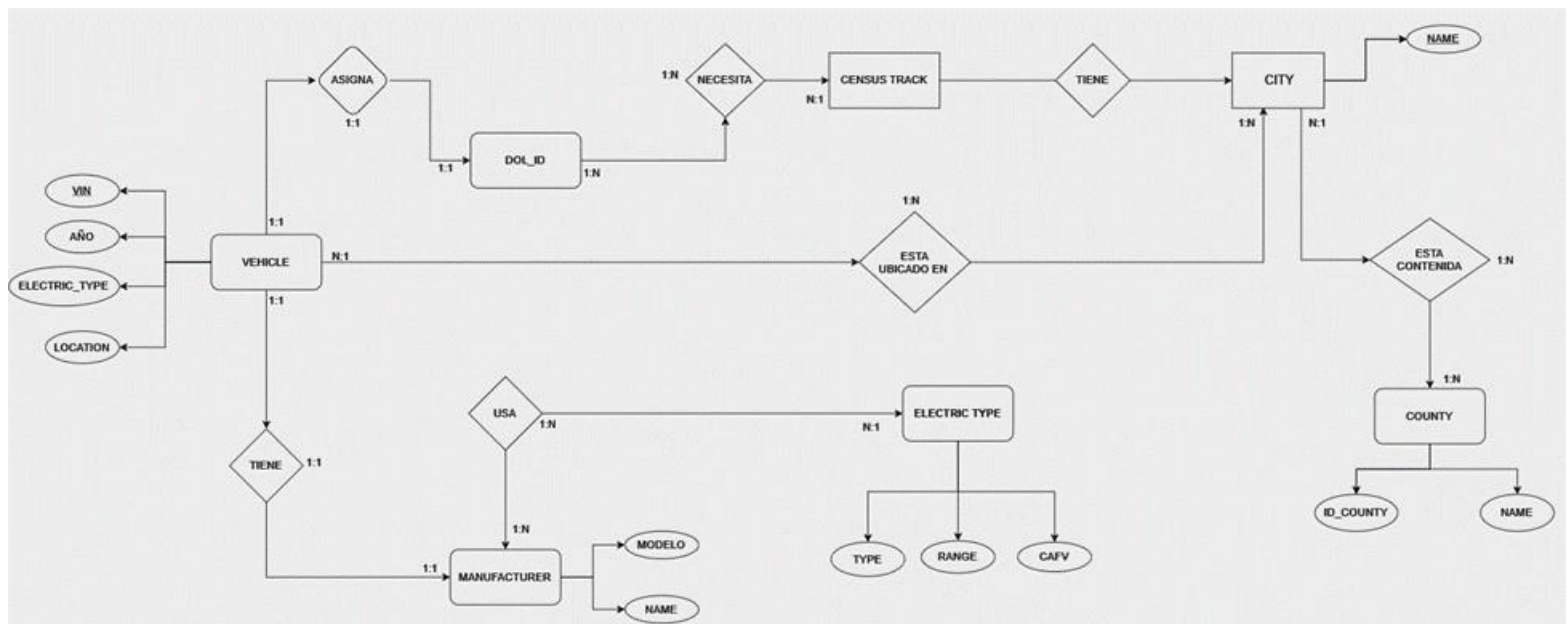 NAME
ASIGNA
1:N
NECESITA
CENSUS TRACK
TIENE
CITY
N:1
1:1
1:N
N:1
DOL_ID
1:1
1:N
VIN
1:N
1:1
AÑO
VEHICLE
N:1
ESTA
UBICADO EN
ESTA
CONTENIDA
1:N
ELECTRIC_TYPE
1:1
LOCATION
1:N
USA
1:N
ELECTRIC TYPE
N:1
COUNTY
TIENE
1:1
ID_COUNTY
NAME
1:N
MODELO
TYPE
RANGE
CAFV
1:1
MANUFACTURER
NAME